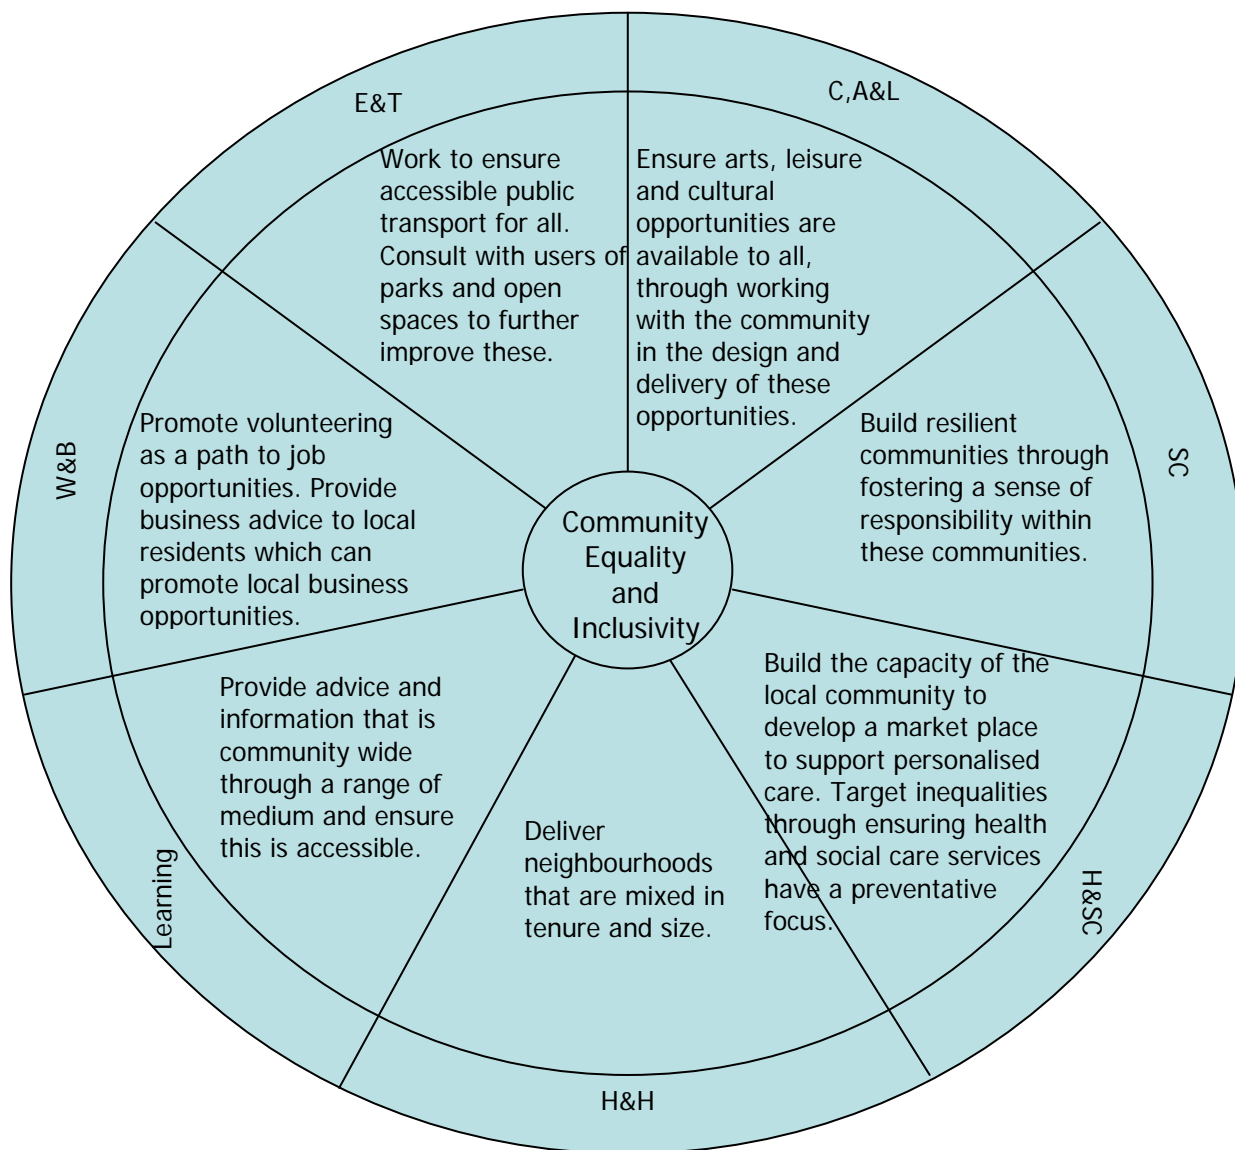 E&T
Work to ensure
accessible public
transport for all.
Consult with users of
parks and open
spaces to further
improve these.
C,A&L
Ensure arts, leisure
and cultural
opportunities are
available to all,
through working
with the community
in the design and
delivery of these
opportunities.
SC
Build resilient
communities through
fostering a sense of
responsibility within
these communities.
H&SC
Build the capacity of the
local community to
develop a market place
to support personalised
care. Target inequalities
through ensuring health
and social care services
have a preventative
focus.
H&H
Deliver
neighbourhoods
that are mixed in
tenure and size.
Learning
Provide advice and
information that is
community wide
through a range of
medium and ensure
this is accessible.
W&B
Promote volunteering
as a path to job
opportunities. Provide
business advice to local
residents which can
promote local business
opportunities.
Community
Equality
and
Inclusivity